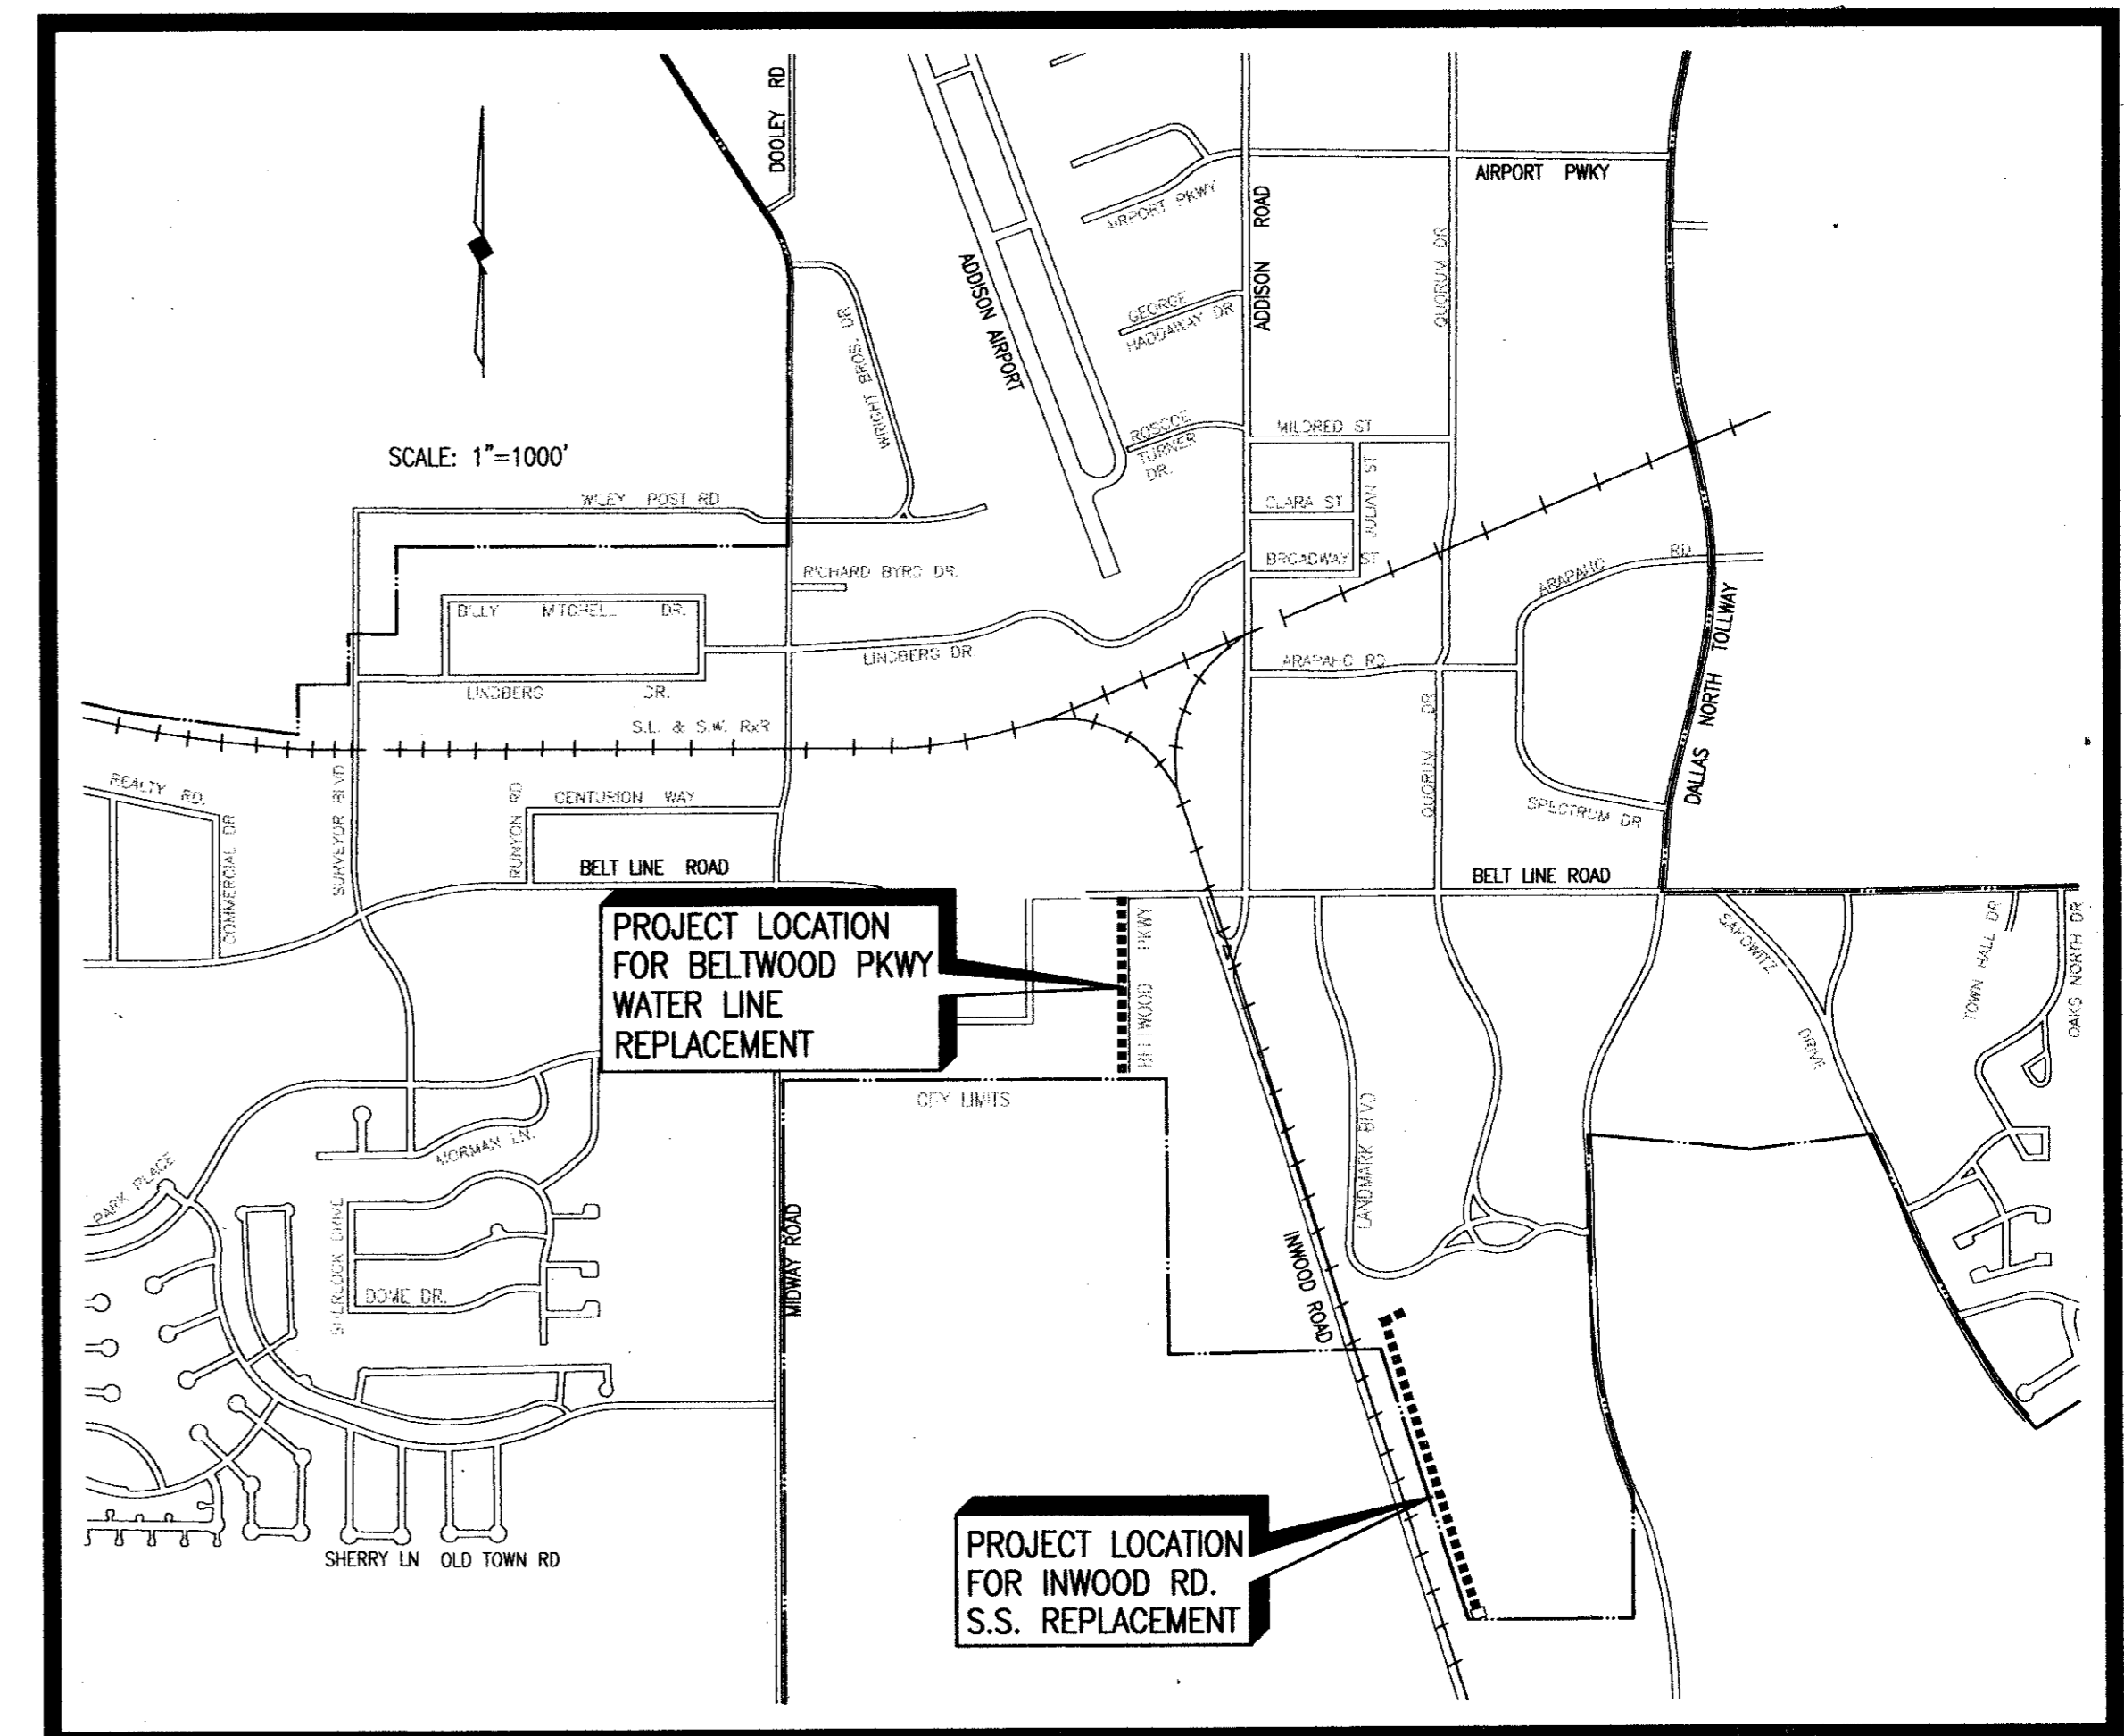 DOOLEY RD
AIRPORT PWKY
AIRPORT PKWY
ADDISON ROAD
QUORUM DR
ADDISON AIRPORT
GEORGE
HADDAWAY DR
WRIGHT BROS. DR
ROSCOE
TURNER
DR.
MILDRED ST
SCALE: 1"=1000'
WILEY POST RD
CLARA ST
JULIAN ST
BROADWAY ST
RICHARD BYRD DR.
ARAPAHO RD
BILLY MITCHELL DR.
LINDBERG DR.
ARAPAHO RD
DALLAS NORTH TOLLWAY
LINDBERG DR.
S.L. & S.W. RxR
QUORUM DR
REALTY RD.
COMMERCIAL DR
SURVEYOR BLVD
RUNYON RD
CENTURION WAY
SPECTRUM DR
BELT LINE ROAD
BELT LINE ROAD
PROJECT LOCATION
FOR BELTWOOD PKWY
WATER LINE
REPLACEMENT
BELTWOOD PKWY
SAKOWITZ DRIVE
TOWN HALL DR
OAKS NORTH DR
CITY LIMITS
MORMAN LN.
LANDMARK BLVD
PARK PLACE
SHERLOCK DRIVE
DOME DR.
MIDWAY ROAD
INWOOD ROAD
PROJECT LOCATION
FOR INWOOD RD.
S.S. REPLACEMENT
SHERRY LN OLD TOWN RD